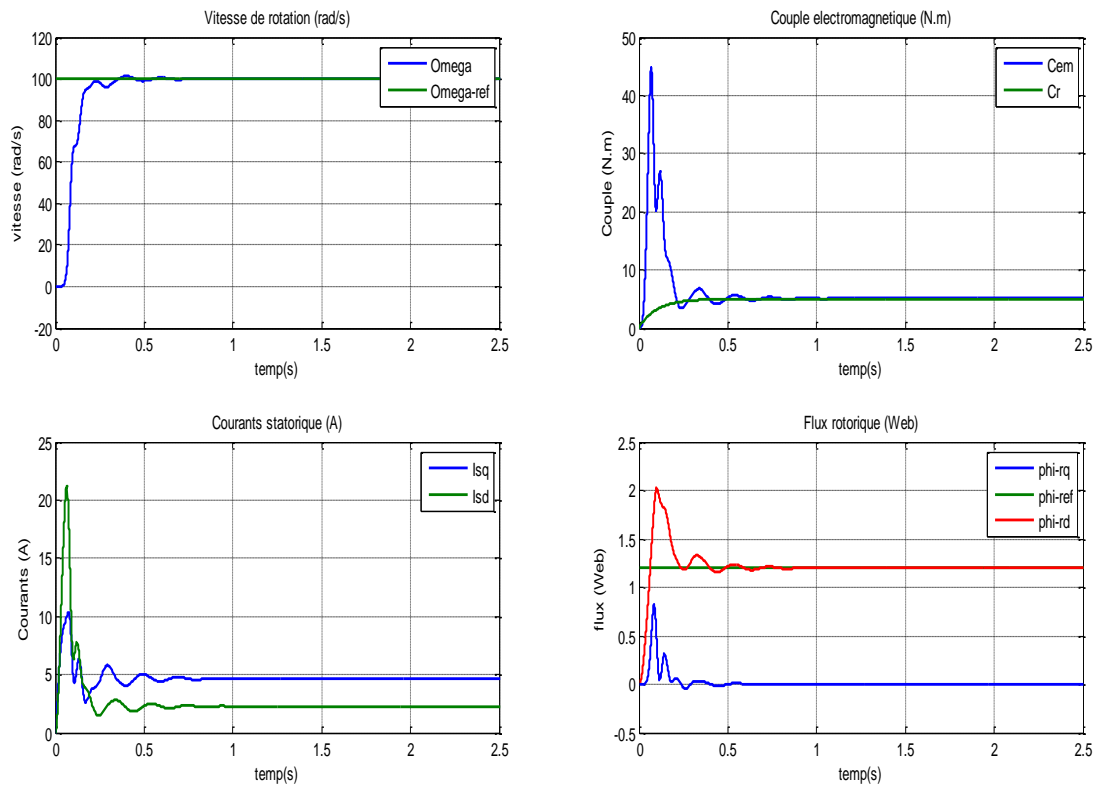 Vitesse de rotation (rad/s)
120
100
80
60
40
20
0
-20
vitesse (rad/s)
Omega
Omega-ref
0 0.5 1 1.5 2 2.5
temp(s)
Couple electromagnetique (N.m)
50
40
30
20
10
0
Couple (N.m)
Cem
Cr
0 0.5 1 1.5 2 2.5
temp(s)
Courants statorique (A)
25
20
15
10
5
0
Courants (A)
Isq
Isd
0 0.5 1 1.5 2 2.5
temp(s)
Flux rotorique (Web)
2.5
2
1.5
1
0.5
0
-0.5
flux (Web)
phi-rq
phi-ref
phi-rd
0 0.5 1 1.5 2 2.5
temp(s)